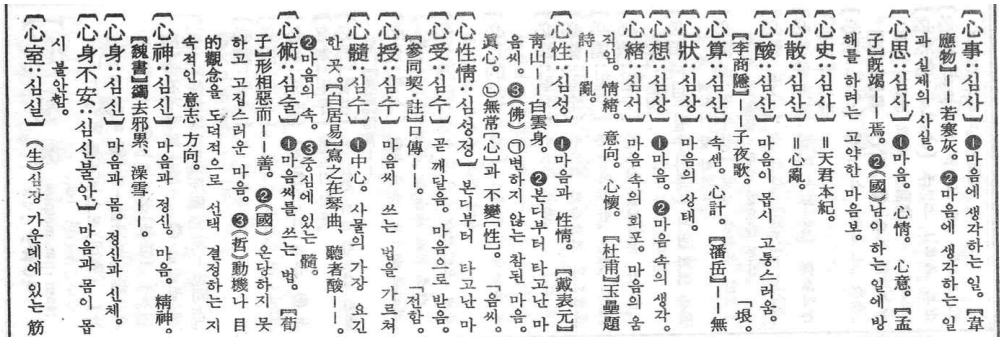 【心事:심사】❶마음에 생각하는 일。【韋
應物】——若寒灰。❷마음에 생각하는 일
과 실제의 사실。
【心思:심사】❶마음。心情。 心意。【孟
子】旣竭——焉。❷(國)남이 하는 일에 방
해를 하려는 고약한 마음보。
【心史:심사】=天君本紀。
【心散:심산】=心亂。
【心酸:심산】마음이 몹시 고통스러움。
【心算:심산】속셈。心計。【潘岳】——無
【李商隱】——子夜歌。 「垠。
【心狀:심상】마음의 상태。
【心想:심상】❶마음。❷마음 속의 생각。
【心緖:심서】마음 속의 회포。마음의 움
직임。情緖。意向。 心懷。【杜甫】玉壘題
詩——亂。
【心性:심성】❶마음과 性情。【戴表元】
靑山——白雲身。❷본디부터 타고난 마
음씨。❸(佛)㉠변하지 않는 참된 마음。
眞心。㉡無常【心】과 不變【性】。 「음씨。
【心性情:심성정】본디부터 타고난 마
【心受:심수】곧 깨달음。마음으로 받음。
【心授:심수】마음씨 쓰는 법을 가르쳐
【參同契·註】口傳——。 「전함。
【心髓:심수】❶中心。사물의 가장 요긴
한 곳。【白居易】寫之在琴曲、聽者酸——。
❷마음의 속。❸중심에 있는 髓。
【心術:심술】❶마음씨를 쓰는 법。【荀
子】形相惡而——善。❷(國)온당하지 못
하고 고집스러운 마음。❸(哲)動機나 目
的觀念을 도덕적으로 선택 결정하는 지
속적인 意志 方向。
【心神:심신】마음과 정신。마음。精神。
【魏書】蠲去邪累、澡雪——。
【心身:심신】마음과 몸。정신과 신체。
【心身不安:심신불안】마음과 몸이 몹
시 불안함。
【心室:심실】(生)심장 가운데에 있는 筋